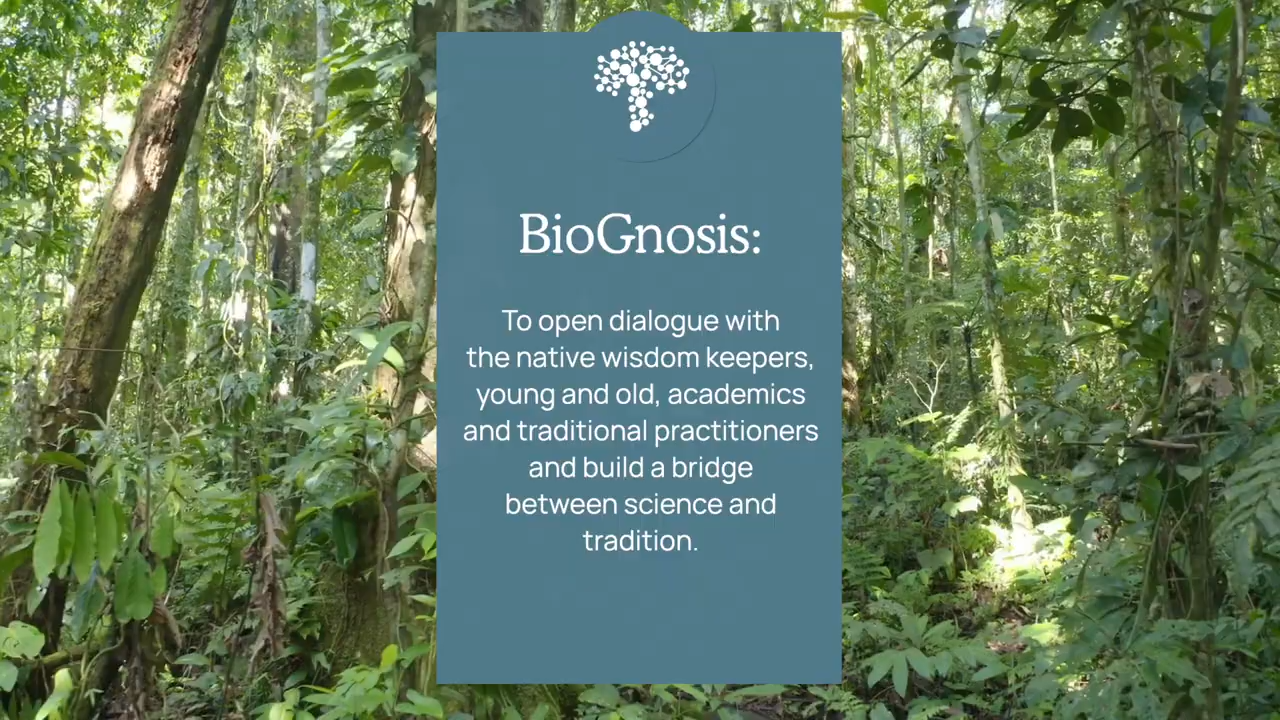 BioGnosis:
To open dialogue with
the native wisdom keepers,
young and old, academics
and traditional practitioners
and build a bridge
between science and
tradition.